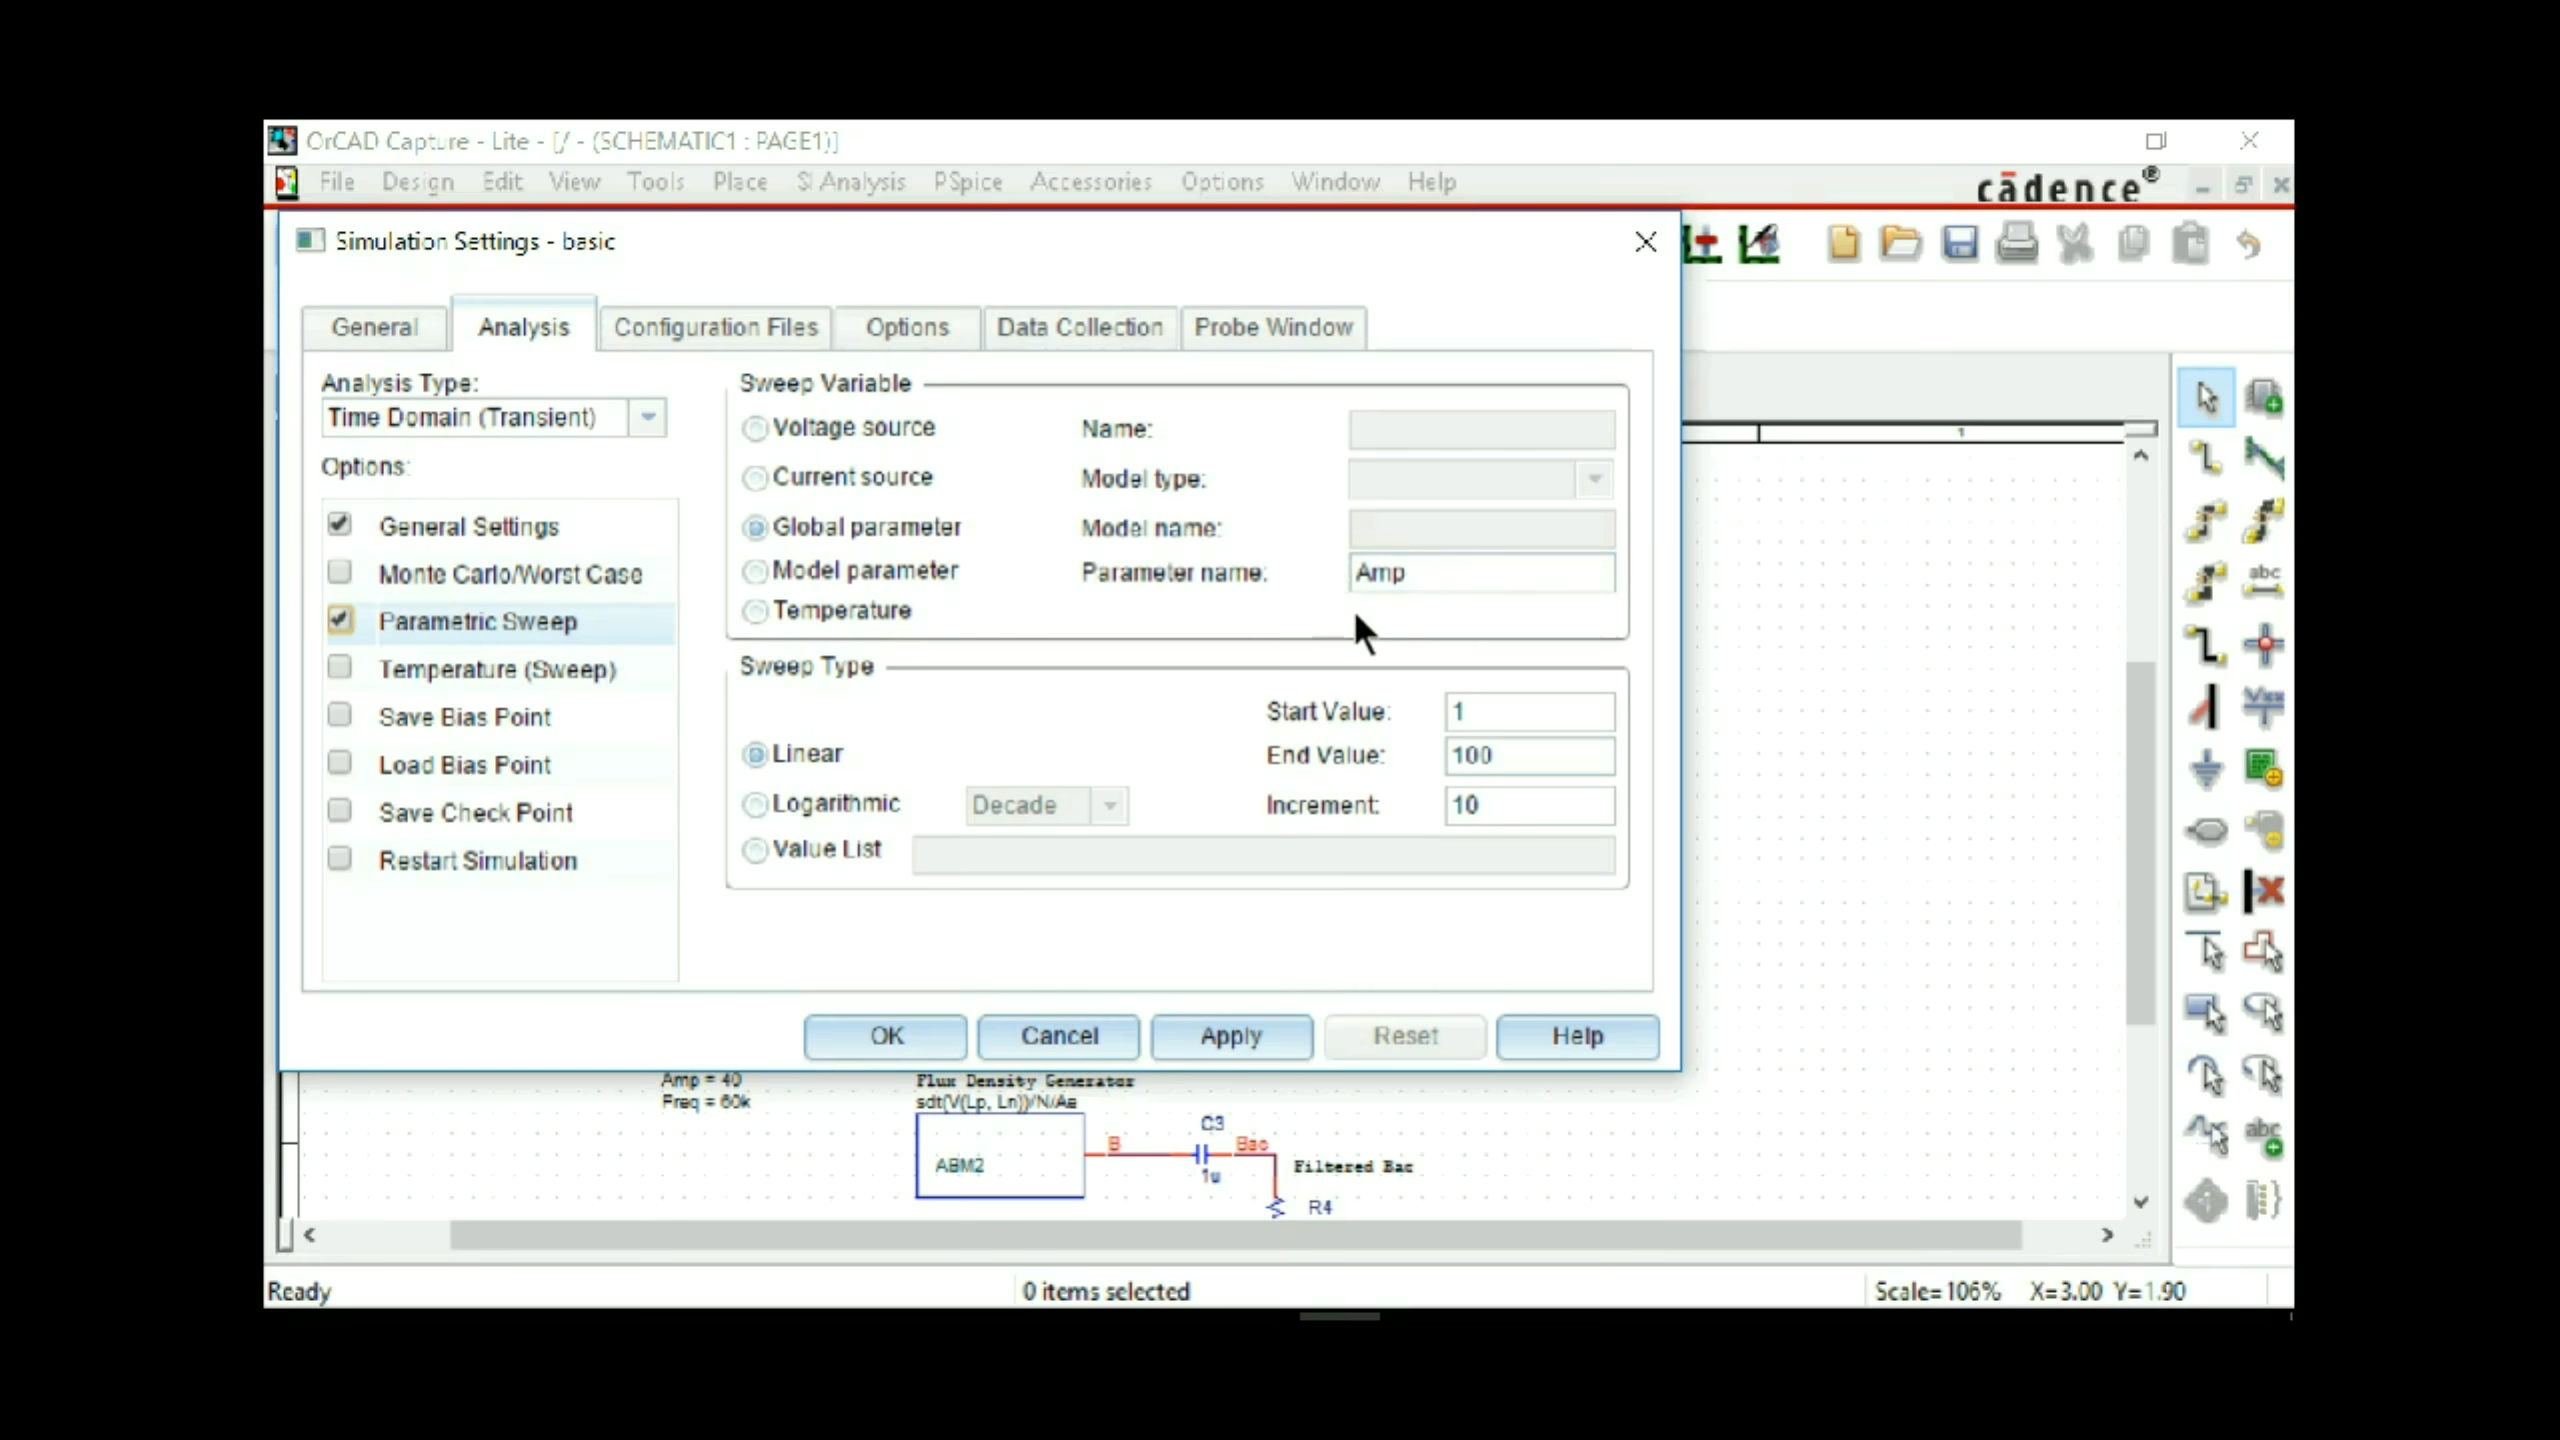 OrCAD Capture - Lite - [/ - (SCHEMATIC1 : PAGE1)]
File Design Edit View Tools Place SI Analysis PSpice Accessories Options Window Help
cādence®
Simulation Settings - basic
General Analysis Configuration Files Options Data Collection Probe Window
Analysis Type:
Time Domain (Transient)
Options:
General Settings
Monte Carlo/Worst Case
Parametric Sweep
Temperature (Sweep)
Save Bias Point
Load Bias Point
Save Check Point
Restart Simulation
Sweep Variable
Voltage source Name:
Current source Model type:
Global parameter Model name:
Model parameter Parameter name: Amp
Temperature
Sweep Type
Start Value: 1
Linear End Value: 100
Logarithmic Decade Increment: 10
Value List
OK Cancel Apply Reset Help
1
abc
abc
Amp = 40
Freq = 60k
Flux Density Generator
sdt(V(Lp, Ln))/N/Ae
ABM2
B
C3
1u
Bac
Filtered Bac
R4
Ready 0 items selected Scale=106% X=3.00 Y=1.90